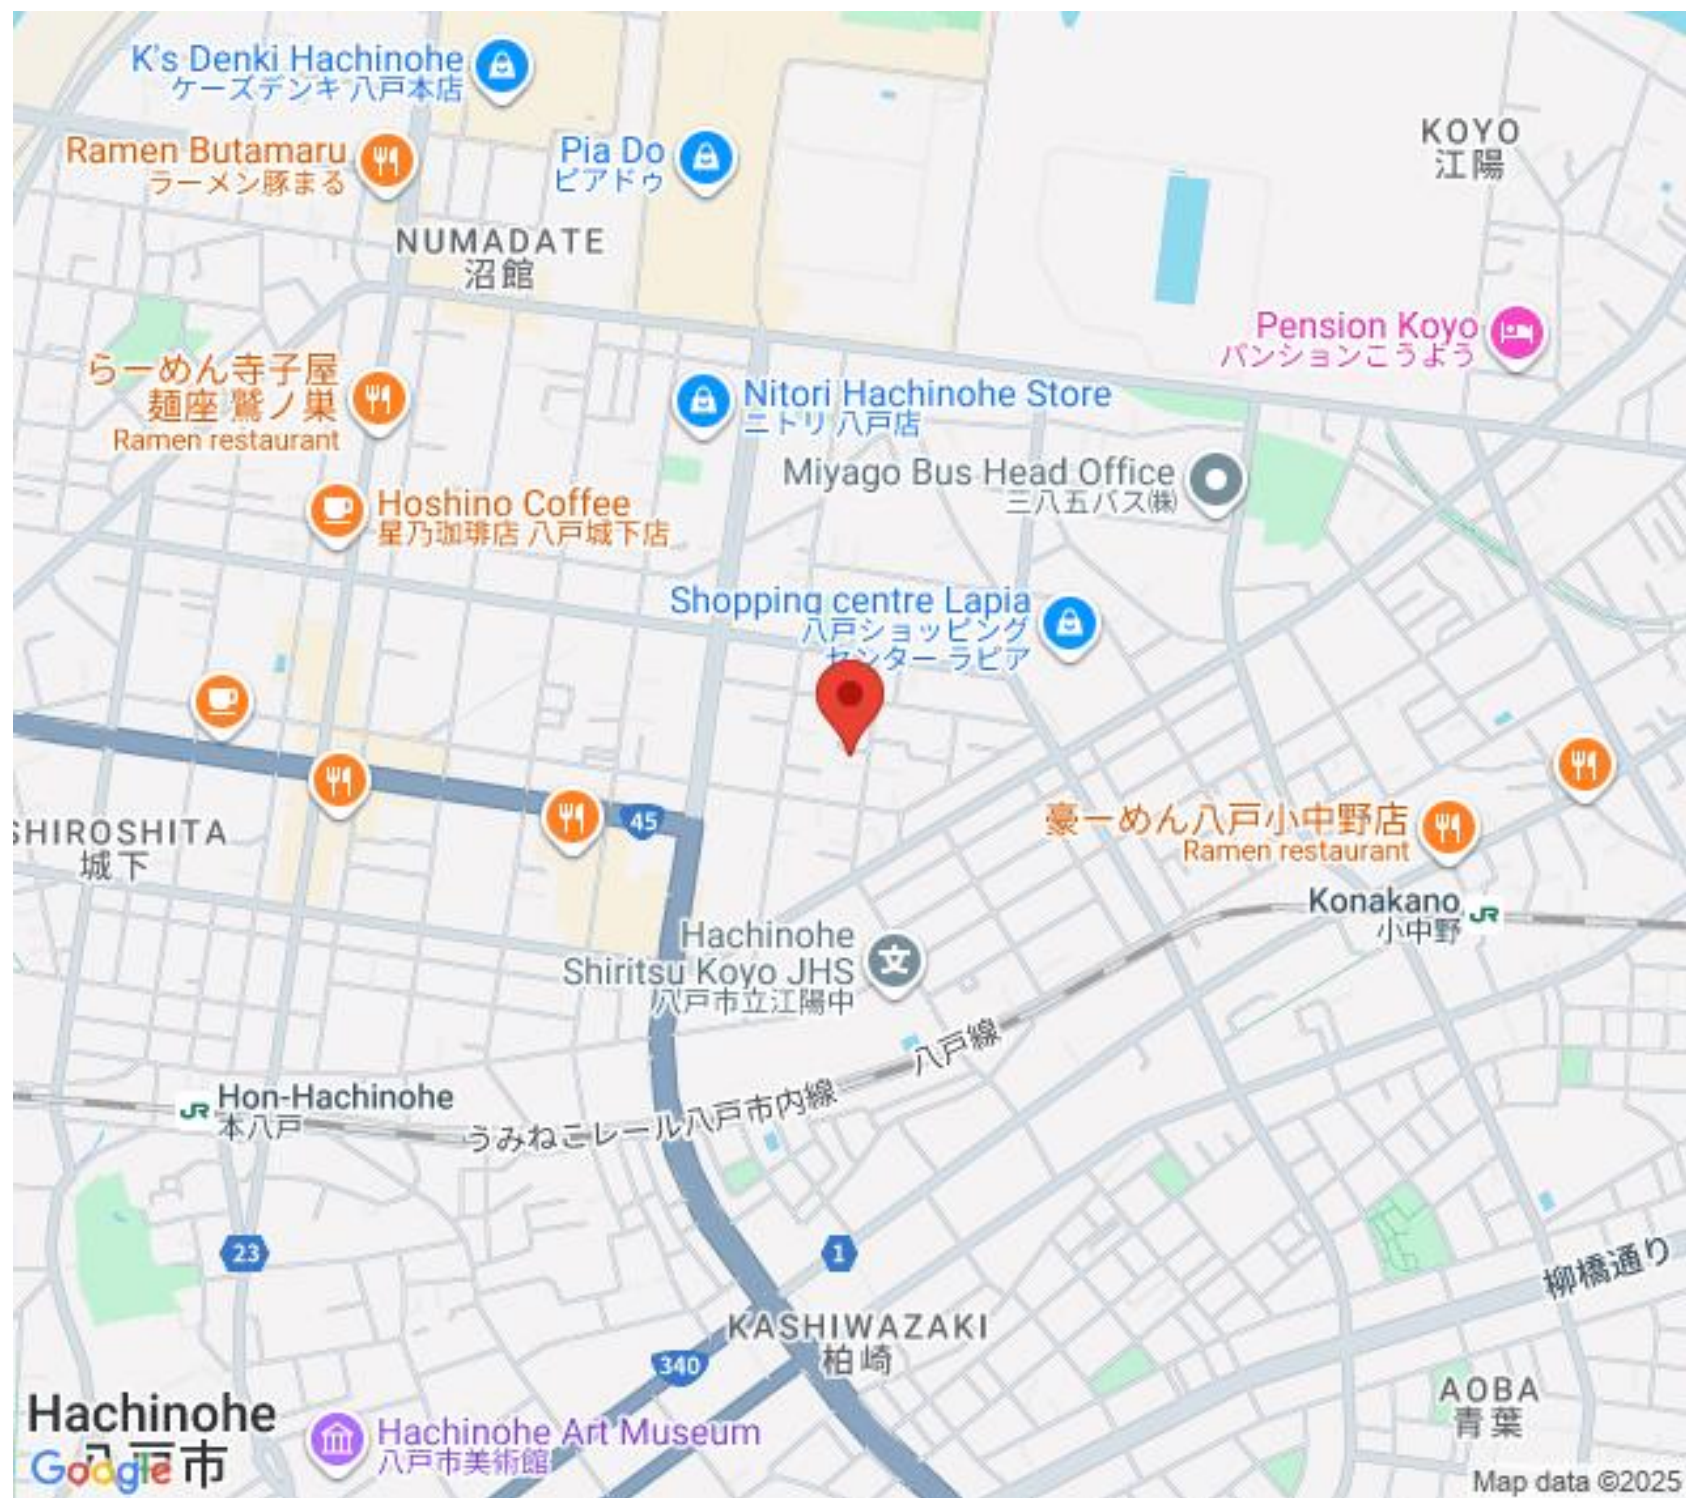 K's Denki Hachinohe
ケーズデンキ 八戸本店
Ramen Butamaru
ラーメン豚まる
Pia Do
ピアドゥ
KOYO
江陽
NUMADATE
沼館
Pension Koyo
パンションこうよう
らーめん寺子屋
麺座 鷲ノ巣
Ramen restaurant
Nitori Hachinohe Store
ニトリ 八戸店
Miyago Bus Head Office
三八五バス㈱
Hoshino Coffee
星乃珈琲店 八戸城下店
Shopping centre Lapia
八戸ショッピング
センター ラピア
45
SHIROSHITA
城下
豪ーめん八戸小中野店
Ramen restaurant
Konakano
小中野
JR
Hachinohe
Shiritsu Koyo JHS
八戸市立江陽中
文
八戸線
うみねこレール八戸市内線
JR
Hon-Hachinohe
本八戸
23
1
柳橋通り
KASHIWAZAKI
柏崎
340
AOBA
青葉
Hachinohe
八戸市
Google
Hachinohe Art Museum
八戸市美術館
Map data ©2025